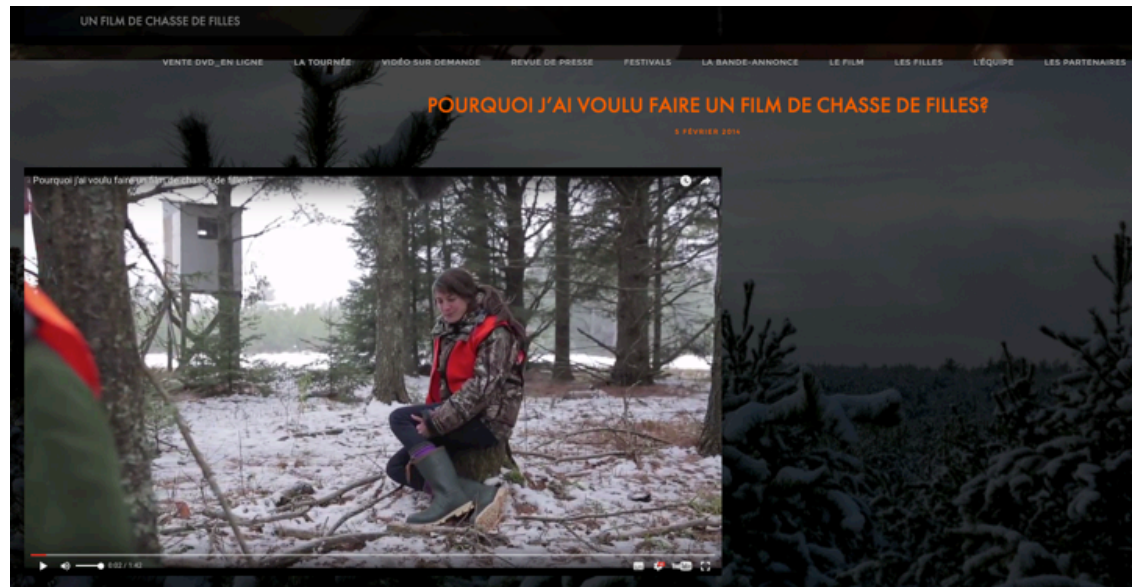 UN FILM DE CHASSE DE FILLES
VENTE DVD_EN LIGNE LA TOURNÉE VIDÉO SUR DEMANDE REVUE DE PRESSE FESTIVALS LA BANDE-ANNONCE LE FILM LES FILLES L'ÉQUIPE LES PARTENAIRES
POURQUOI J'AI VOULU FAIRE UN FILM DE CHASSE DE FILLES?
5 FÉVRIER 2014
Pourquoi j'ai voulu faire un film de chasse de filles?
0:02 / 1:42 YouTube